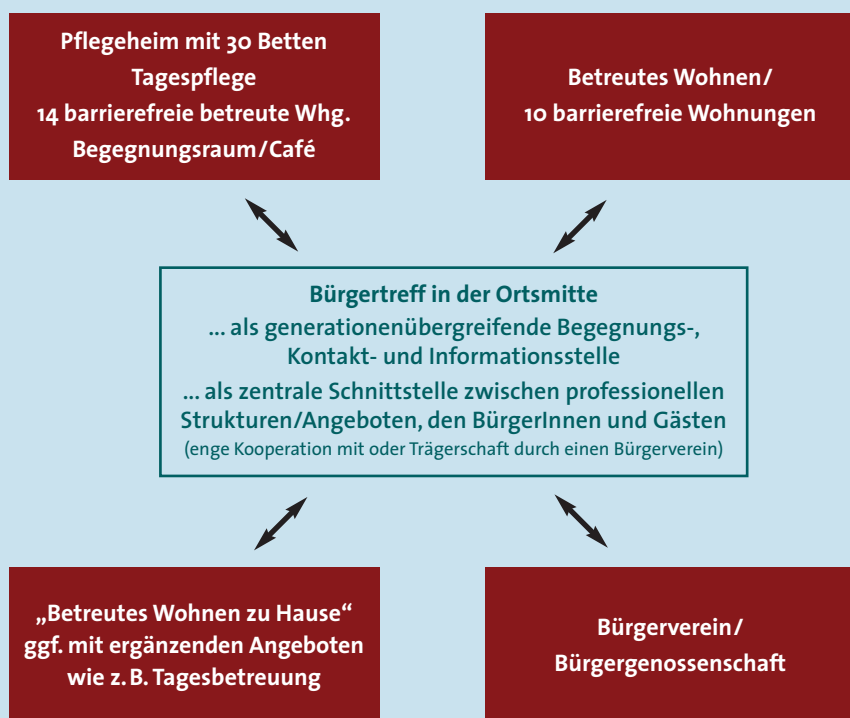 Pflegeheim mit 30 Betten
Tagespflege
14 barrierefreie betreute Whg.
Begegnungsraum/Café
Betreutes Wohnen/
10 barrierefreie Wohnungen
Bürgertreff in der Ortsmitte
... als generationenübergreifende Begegnungs-,
Kontakt- und Informationsstelle
... als zentrale Schnittstelle zwischen professionellen
Strukturen/Angeboten, den BürgerInnen und Gästen
(enge Kooperation mit oder Trägerschaft durch einen Bürgerverein)
„Betreutes Wohnen zu Hause“
ggf. mit ergänzenden Angeboten
wie z. B. Tagesbetreuung
Bürgerverein/
Bürgergenossenschaft